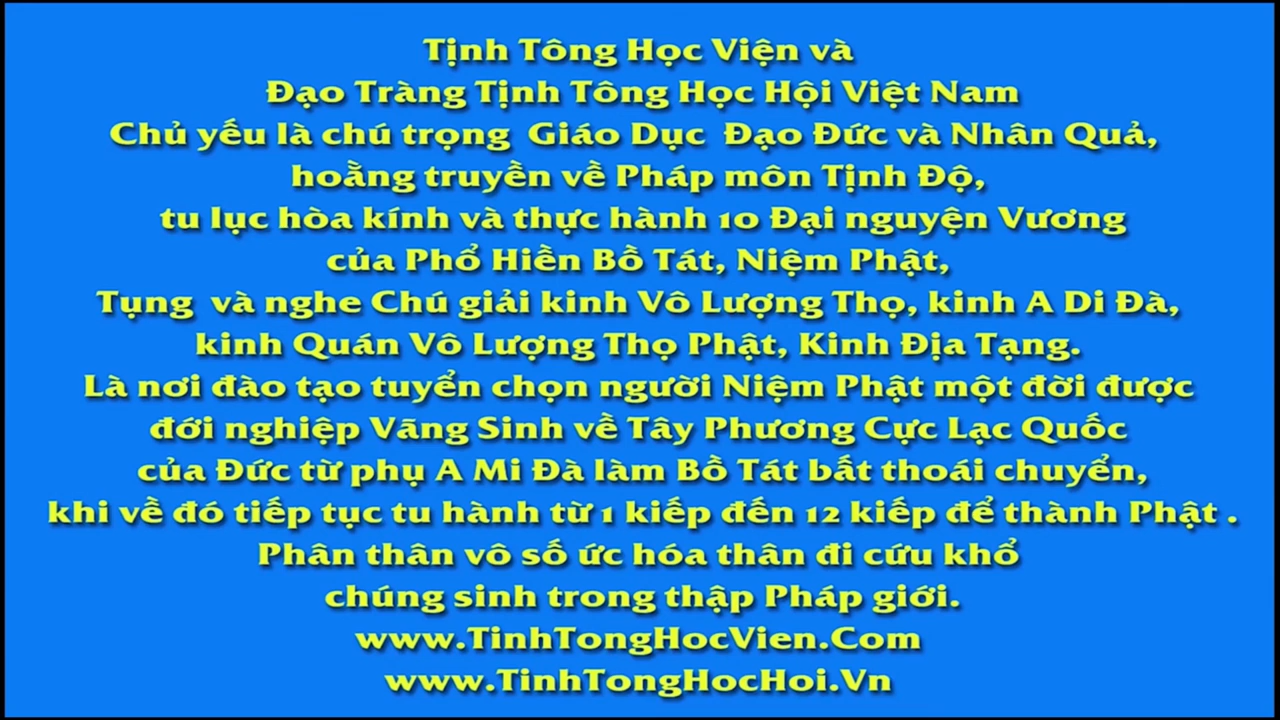 Tịnh Tông Học Viện và
Đạo Tràng Tịnh Tông Học Hội Việt Nam
Chủ yếu là chú trọng Giáo Dục Đạo Đức và Nhân Quả,
hoằng truyền về Pháp môn Tịnh Độ,
tu lục hòa kính và thực hành 10 Đại nguyện Vương
của Phổ Hiền Bồ Tát, Niệm Phật,
Tụng và nghe Chú giải kinh Vô Lượng Thọ, kinh A Di Đà,
kinh Quán Vô Lượng Thọ Phật, Kinh Địa Tạng.
Là nơi đào tạo tuyển chọn người Niệm Phật một đời được
đới nghiệp Vãng Sinh về Tây Phương Cực Lạc Quốc
của Đức từ phụ A Mi Đà làm Bồ Tát bất thoái chuyển,
khi về đó tiếp tục tu hành từ 1 kiếp đến 12 kiếp để thành Phật .
Phân thân vô số ức hóa thân đi cứu khổ
chúng sinh trong thập Pháp giới.
www.TinhTongHocVien.Com
www.TinhTongHocHoi.Vn